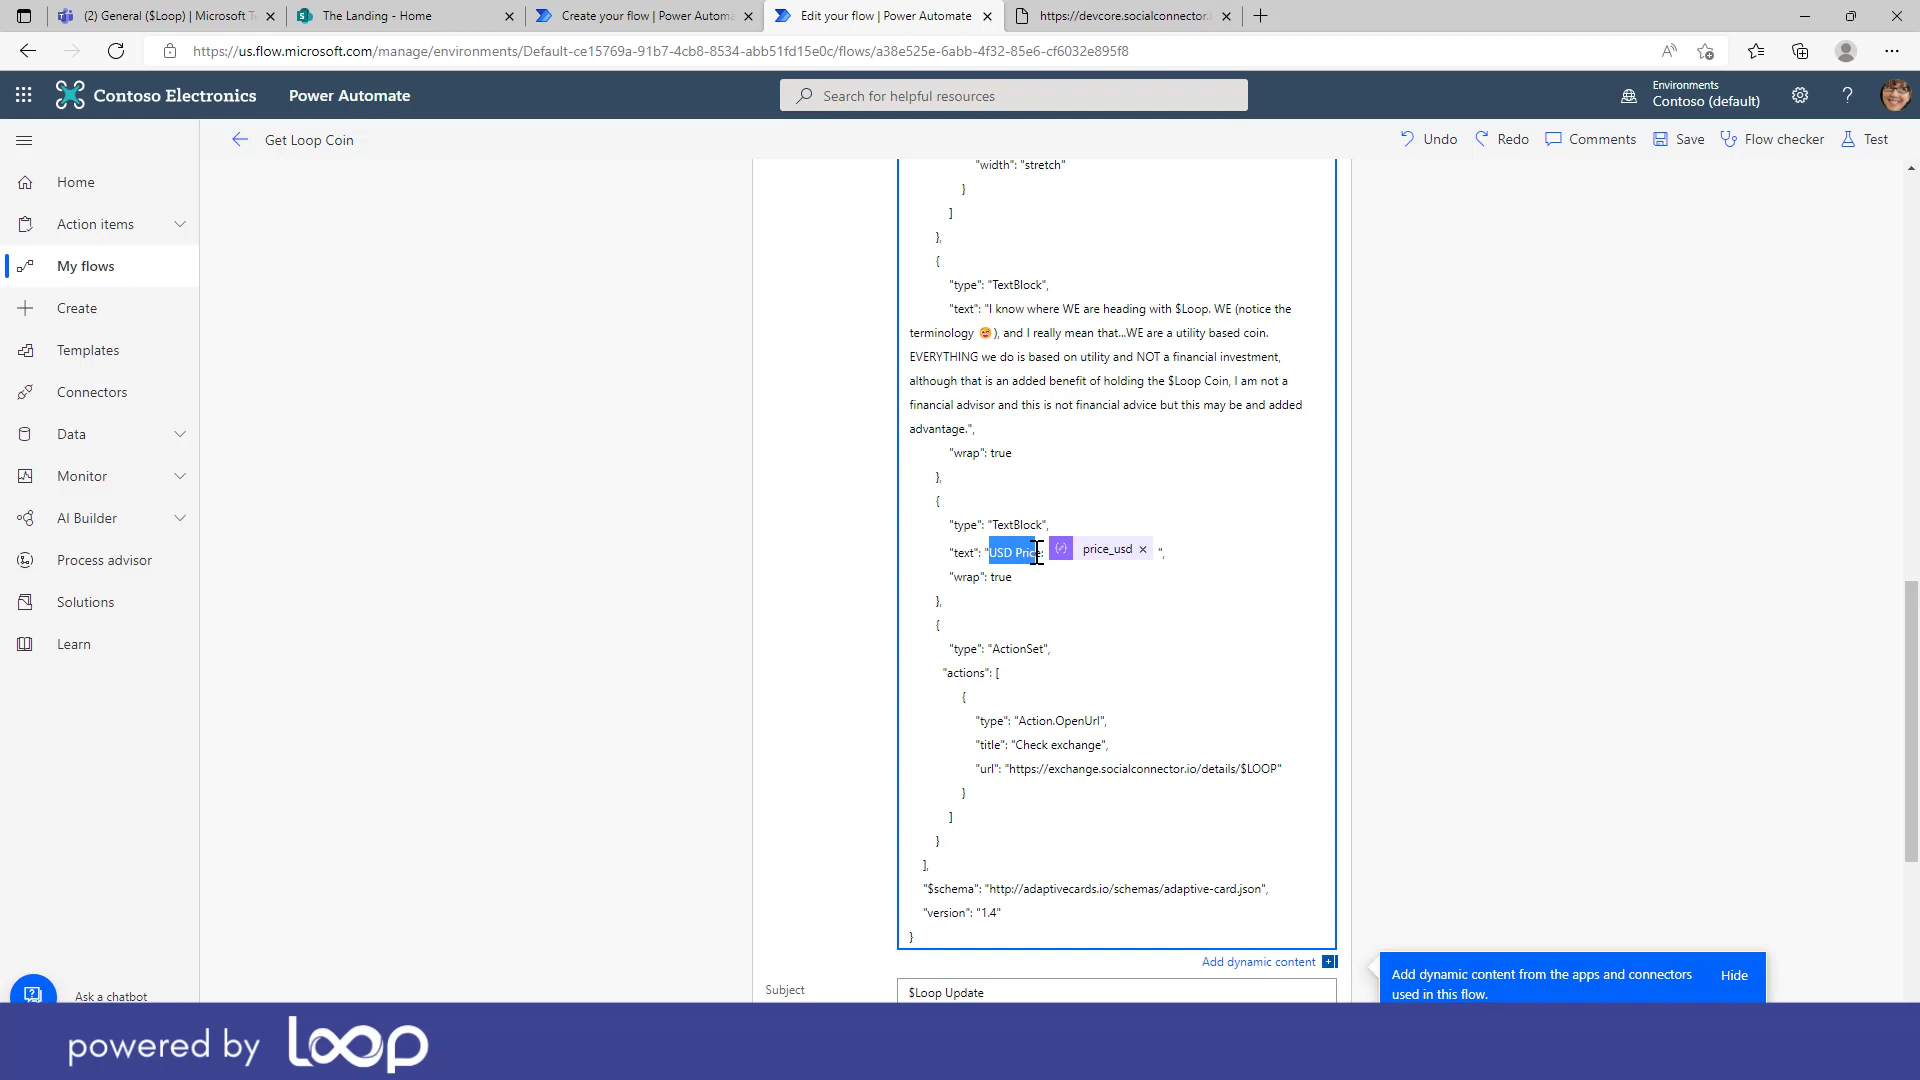 (2) General ($Loop) | Microsoft Te
The Landing - Home
Create your flow | Power Automa
Edit your flow | Power Automate
https://devcore.socialconnector.
https://us.flow.microsoft.com/manage/environments/Default-ce15769a-91b7-4cb8-8534-abb51fd15e0c/flows/a38e525e-6abb-4f32-85e6-cf6032e895f8
Contoso Electronics
Power Automate
Search for helpful resources
Environments
Contoso (default)
Get Loop Coin
Undo
Redo
Comments
Save
Flow checker
Test
Home
Action items
My flows
Create
Templates
Connectors
Data
Monitor
AI Builder
Process advisor
Solutions
Learn
Ask a chatbot
"width": "stretch"
}
]
},
{
"type": "TextBlock",
"text": "I know where WE are heading with $Loop. WE (notice the
terminology 😅), and I really mean that...WE are a utility based coin.
EVERYTHING we do is based on utility and NOT a financial investment,
although that is an added benefit of holding the $Loop Coin, I am not a
financial advisor and this is not financial advice but this may be and added
advantage.",
"wrap": true
},
{
"type": "TextBlock",
"text": "USD Price: price_usd ",
"wrap": true
},
{
"type": "ActionSet",
"actions": [
{
"type": "Action.OpenUrl",
"title": "Check exchange",
"url": "https://exchange.socialconnector.io/details/$LOOP"
}
]
}
],
"$schema": "http://adaptivecards.io/schemas/adaptive-card.json",
"version": "1.4"
}
Add dynamic content
Subject
$Loop Update
Add dynamic content from the apps and connectors
used in this flow.
Hide
powered by loop